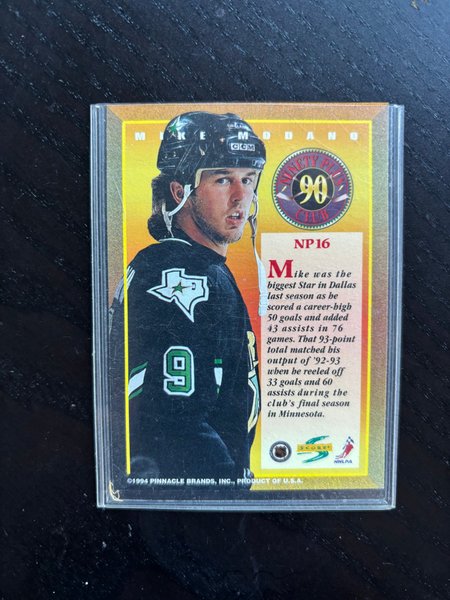 MIKE MODANO
CCM
NINETY PLUS
90
CLUB
NP16
Mike was the
biggest Star in Dallas
last season as he
scored a career-high
50 goals and added
43 assists in 76
games. That 93-point
total matched his
output of '92-93
when he reeled off
33 goals and 60
assists during the
club's final season
in Minnesota.
9
NHL
SCORE
NHLPA
©1994 PINNACLE BRANDS, INC., PRODUCT OF U.S.A.